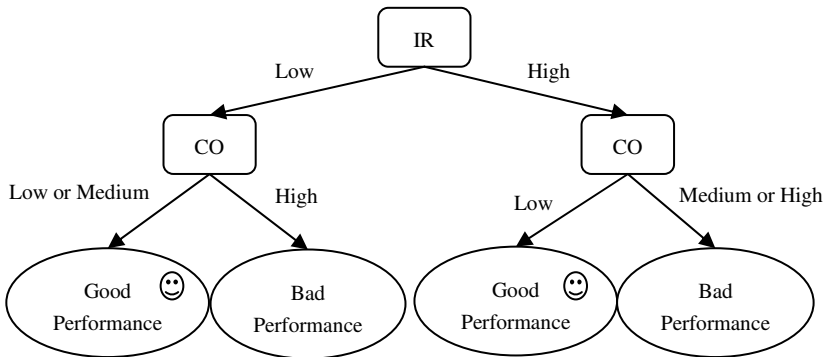 IR
Low
High
CO
CO
Low or Medium
High
Low
Medium or High
Good
Performance
Bad
Performance
Good
Performance
Bad
Performance